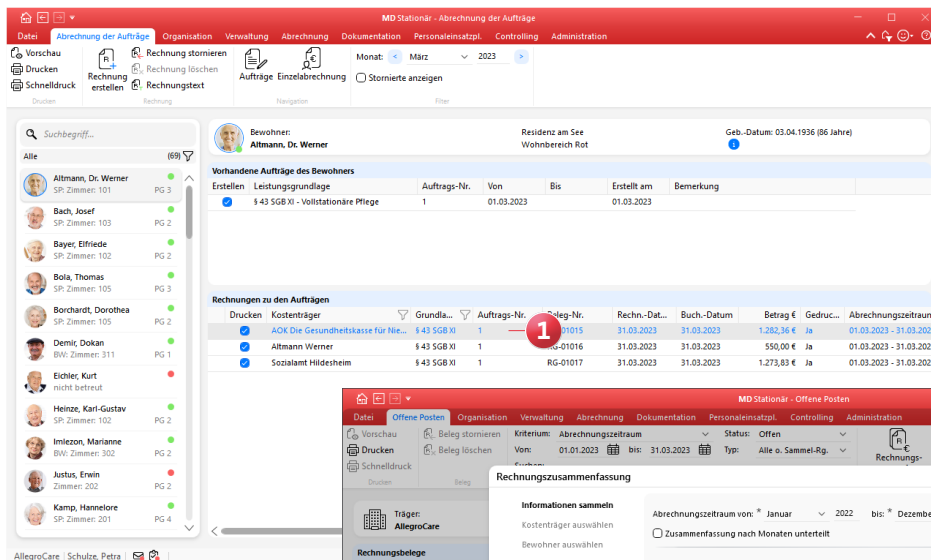 MD Stationär - Abrechnung der Aufträge
Datei Abrechnung der Aufträge Organisation Verwaltung Abrechnung Dokumentation Personaleinsatzpl. Controlling Administration
Vorschau
Drucken
Schnelldruck
Drucken
Rechnung erstellen
Rechnung stornieren
Rechnung löschen
Rechnungstext
Rechnung
Aufträge Einzelabrechnung
Navigation
Monat: < März 2023 >
Stornierte anzeigen
Filter
Suchbegriff...
Alle (69)
Altmann, Dr. Werner
SP: Zimmer: 101 PG 3
Bach, Josef
SP: Zimmer: 103 PG 2
Bayer, Elfriede
SP: Zimmer: 102 PG 2
Bola, Thomas
SP: Zimmer: 105 PG 3
Borchardt, Dorothea
SP: Zimmer: 105 PG 2
Demir, Dokan
BW: Zimmer: 311 PG 1
Eichler, Kurt
nicht betreut
Heinze, Karl-Gustav
SP: Zimmer: 102 PG 2
Imlezon, Marianne
BW: Zimmer: 302 PG 2
Justus, Erwin
Zimmer: 202 PG 2
Kamp, Hannelore
SP: Zimmer: 201 PG 4
AllegroCare Schulze, Petra
Bewohner: Residenz am See Geb.-Datum: 03.04.1936 (86 Jahre)
Altmann, Dr. Werner Wohnbereich Rot 1
Vorhandene Aufträge des Bewohners
Erstellen Leistungsgrundlage Auftrags-Nr. Von Bis Erstellt am Bemerkung
§ 43 SGB XI - Vollstationäre Pflege 1 01.03.2023 01.03.2023
Rechnungen zu den Aufträgen
Drucken Kostenträger Grundla... Auftrags-Nr. Beleg-Nr. Rechn.-Dat... Buch.-Datum Betrag € Gedruc... Abrechnungszeitraun
AOK Die Gesundheitskasse für Nie... § 43 SGB XI 1 -01015 31.03.2023 31.03.2023 1.282,36 € Ja 01.03.2023 - 31.03.202
1
Altmann Werner § 43 SGB XI 1 RG-01016 31.03.2023 31.03.2023 550,00 € Ja 01.03.2023 - 31.03.202
Sozialamt Hildesheim § 43 SGB XI 1 RG-01017 31.03.2023 31.03.2023 1.273,83 € Ja 01.03.2023 - 31.03.202
MD Stationär - Offene Posten
Datei Offene Posten Organisation Verwaltung Abrechnung Dokumentation Personaleinsatzpl. Controlling Administration
Vorschau
Drucken
Schnelldruck
Drucken
Beleg stornieren
Beleg löschen
Beleg
Kriterium: Abrechnungszeitraum Status: Offen
Von: 01.01.2023 bis: 31.03.2023 Typ: Alle o. Sammel-Rg.
Rechnungs-
Träger:
AllegroCare
Rechnungsbelege
Rechnungszusammenfassung
Informationen sammeln
Kostenträger auswählen
Bewohner auswählen
Abrechnungszeitraum von: * Januar 2022 bis: * Dezembe
Zusammenfassung nach Monaten unterteilt